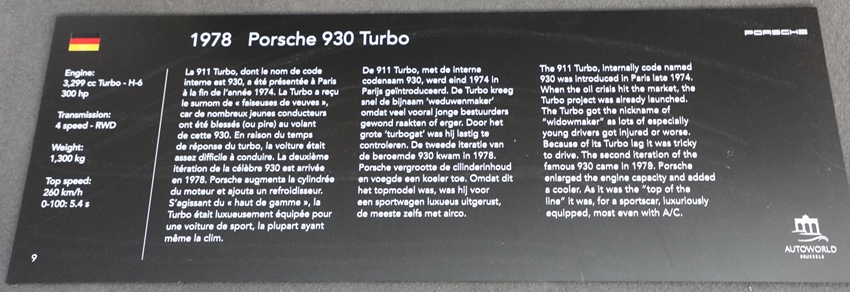 1978 Porsche 930 Turbo
PORSCHE
Engine:
3,299 cc Turbo - H-6
300 hp
Transmission:
4 speed - RWD
Weight:
1,300 kg
Top speed:
260 km/h
0-100: 5.4 s
9
La 911 Turbo, dont le nom de code
interne est 930, a été présentée à Paris
à la fin de l'année 1974. La Turbo a reçu
le surnom de « faiseuses de veuves »,
car de nombreux jeunes conducteurs
ont été blessés (ou pire) au volant
de cette 930. En raison du temps
de réponse du turbo, la voiture était
assez difficile à conduire. La deuxième
itération de la célèbre 930 est arrivée
en 1978. Porsche augmenta la cylindrée
du moteur et ajouta un refroidisseur.
S'agissant du « haut de gamme », la
Turbo était luxueusement équipée pour
une voiture de sport, la plupart ayant
même la clim.
De 911 Turbo, met de interne
codenaam 930, werd eind 1974 in
Parijs geïntroduceerd. De Turbo kreeg
snel de bijnaam 'weduwenmaker'
omdat veel vooral jonge bestuurders
gewond raakten of erger. Door het
grote 'turbogat' was hij lastig te
controleren. De tweede iteratie van
de beroemde 930 kwam in 1978.
Porsche vergrootte de cilinderinhoud
en voegde een koeler toe. Omdat dit
het topmodel was, was hij voor
een sportwagen luxueus uitgerust,
de meeste zelfs met airco.
The 911 Turbo, internally code named
930 was introduced in Paris late 1974.
When the oil crisis hit the market, the
Turbo project was already launched.
The Turbo got the nickname of
"widowmaker" as lots of especially
young drivers got injured or worse.
Because of its Turbo lag it was tricky
to drive. The second iteration of the
famous 930 came in 1978. Porsche
enlarged the engine capacity and added
a cooler. As it was the "top of the
line" it was, for a sportscar, luxuriously
equipped, most even with A/C.
AUTOWORLD
BRUSSELS